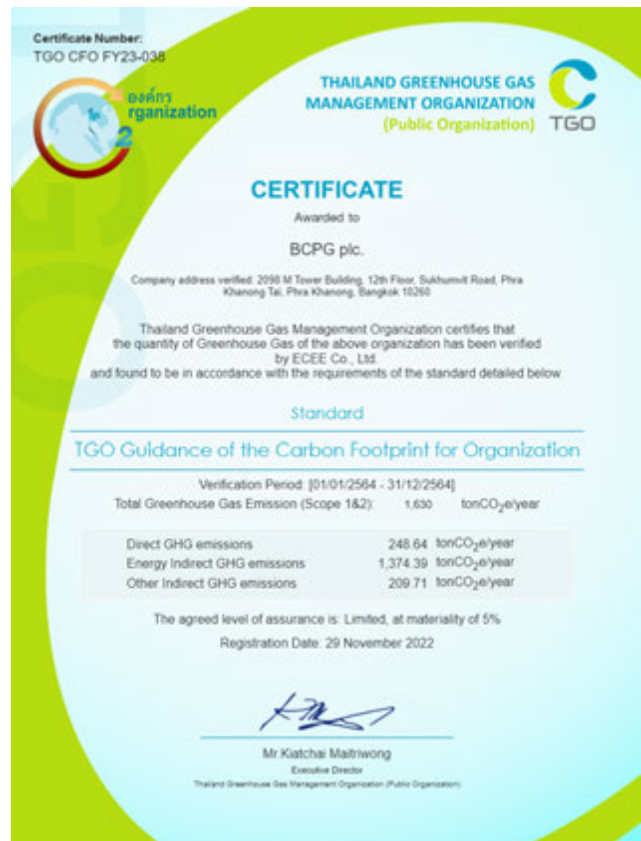 Certificate Number:
TGO CFO FY23-038
องค์กร
rganization
2
THAILAND GREENHOUSE GAS
MANAGEMENT ORGANIZATION
(Public Organization)
TGO
CERTIFICATE
Awarded to
BCPG plc.
Company address verified: 2098 M Tower Building, 12th Floor, Sukhumvit Road, Phra
Khanong Tai, Phra Khanong, Bangkok 10260
Thailand Greenhouse Gas Management Organization certifies that
the quantity of Greenhouse Gas of the above organization has been verified
by ECEE Co., Ltd.
and found to be in accordance with the requirements of the standard detailed below
Standard
TGO Guidance of the Carbon Footprint for Organization
Verification Period: [01/01/2564 - 31/12/2564]
Total Greenhouse Gas Emission (Scope 1&2): 1,630 tonCO2e/year
Direct GHG emissions 248.64 tonCO2e/year
Energy Indirect GHG emissions 1,374.39 tonCO2e/year
Other Indirect GHG emissions 209.71 tonCO2e/year
The agreed level of assurance is: Limited, at materiality of 5%
Registration Date: 29 November 2022
Mr.Kiatchai Maitriwong
Executive Director
Thailand Greenhouse Gas Management Organization (Public Organization)